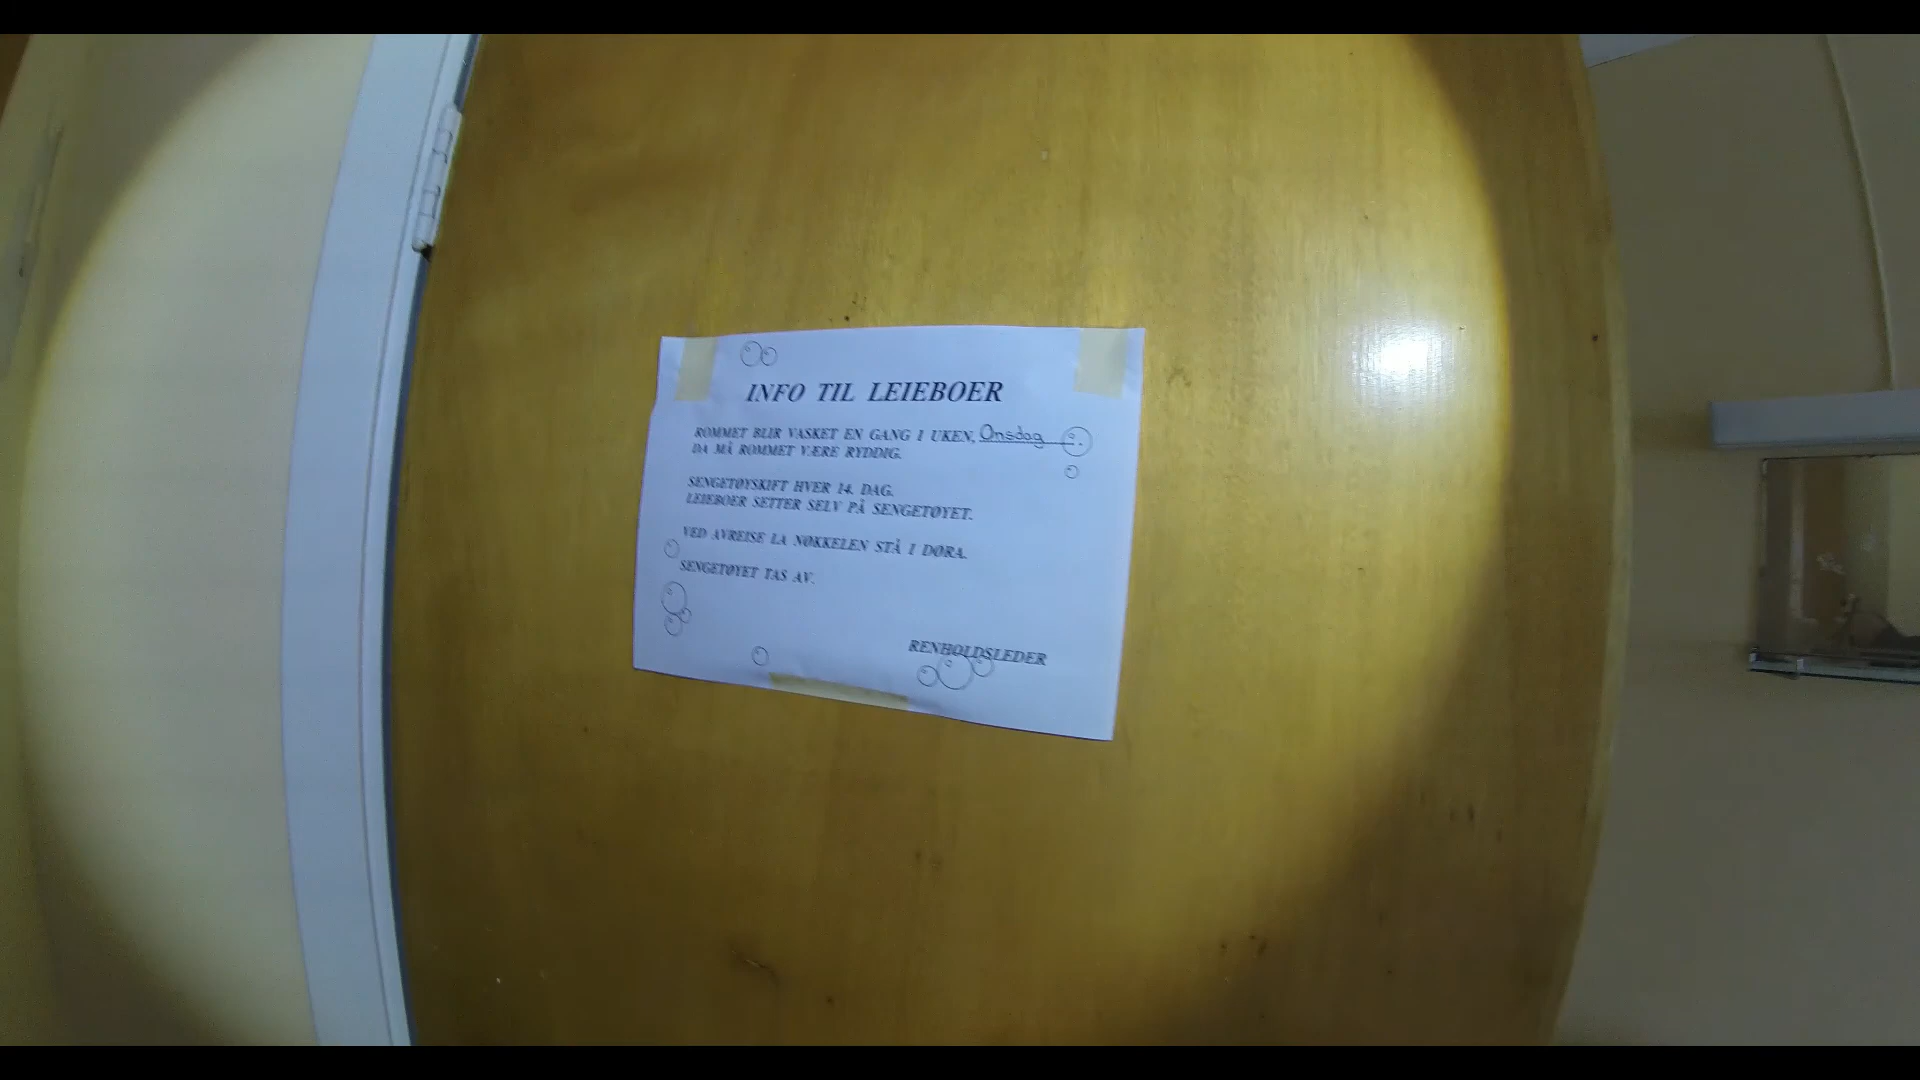 INFO TIL LEIEBOER
ROMMET BLIR VASKET EN GANG I UKEN, Onsdag.
DA MÅ ROMMET VÆRE RYDDIG.
SENGETØYSKIFT HVER 14. DAG.
LEIEBOER SETTER SELV PÅ SENGETØYET.
VED AVREISE LA NØKKELEN STÅ I DØRA.
SENGETØYET TAS AV.
RENHOLDSLEDER